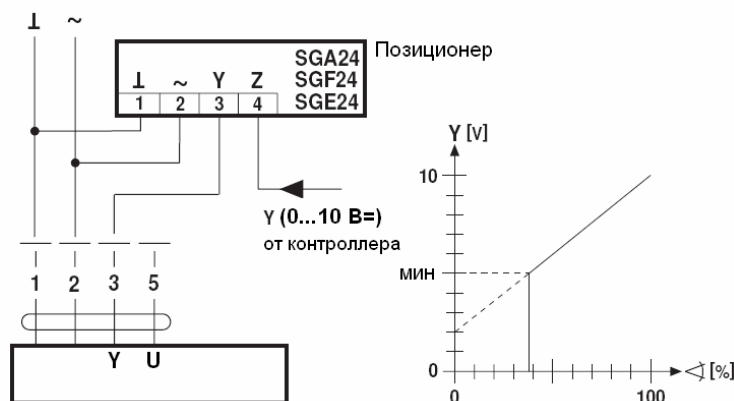 ⊥ ~
SGA24 Позиционер
SGF24
⊥ ~ Y Z
1 2 3 4 SGE24
Y (0...10 В=)
от контроллера
1 2 3 5
Y U
Y [V]
10
мин
0
0 100 [%]